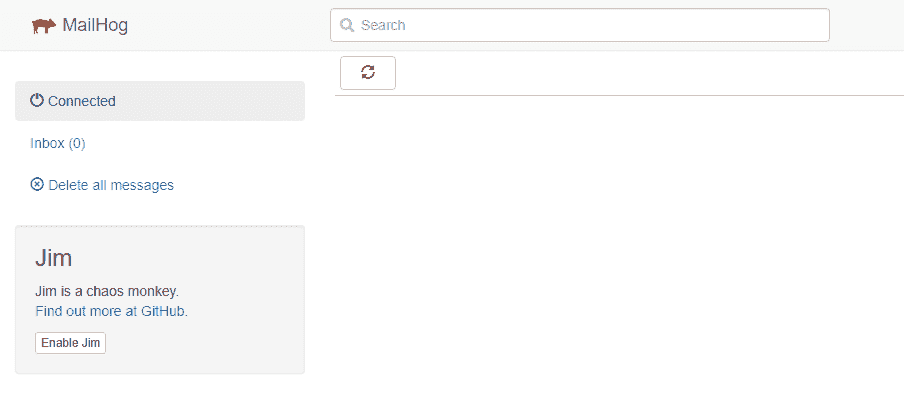 MailHog
Search
Connected
Inbox (0)
Delete all messages
Jim
Jim is a chaos monkey.
Find out more at GitHub.
Enable Jim